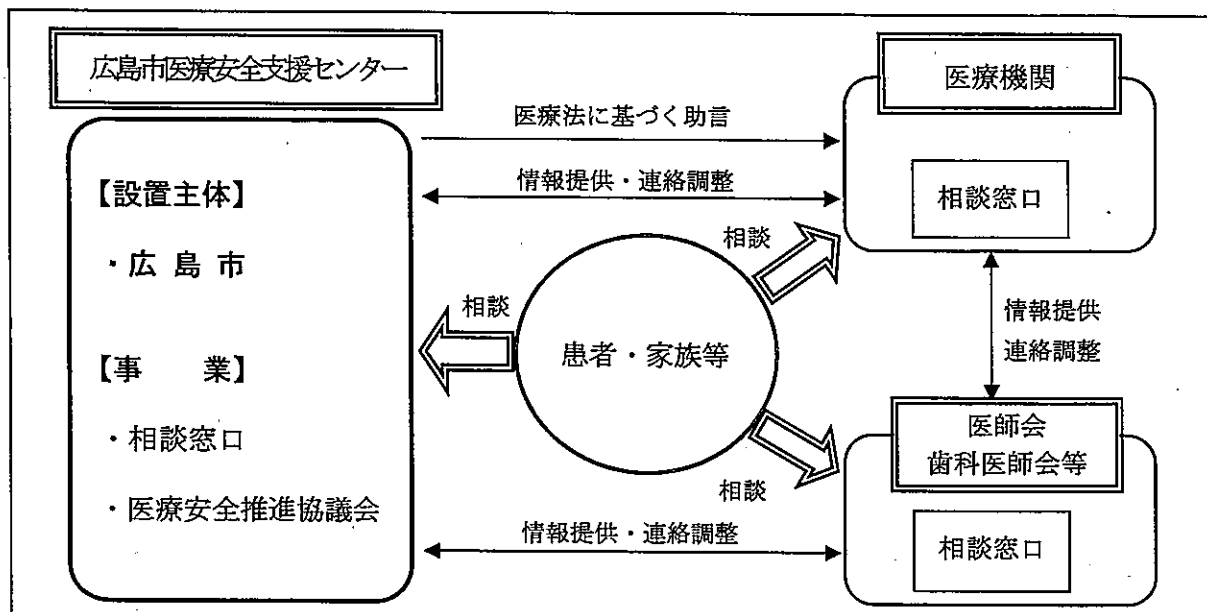 広島市医療安全支援センター
【設置主体】
・広島市
【事　　業】
・相談窓口
・医療安全推進協議会
医療法に基づく助言
情報提供・連絡調整
相談
相談
患者・家族等
相談
情報提供・連絡調整
医療機関
相談窓口
情報提供
連絡調整
医師会
歯科医師会等
相談窓口